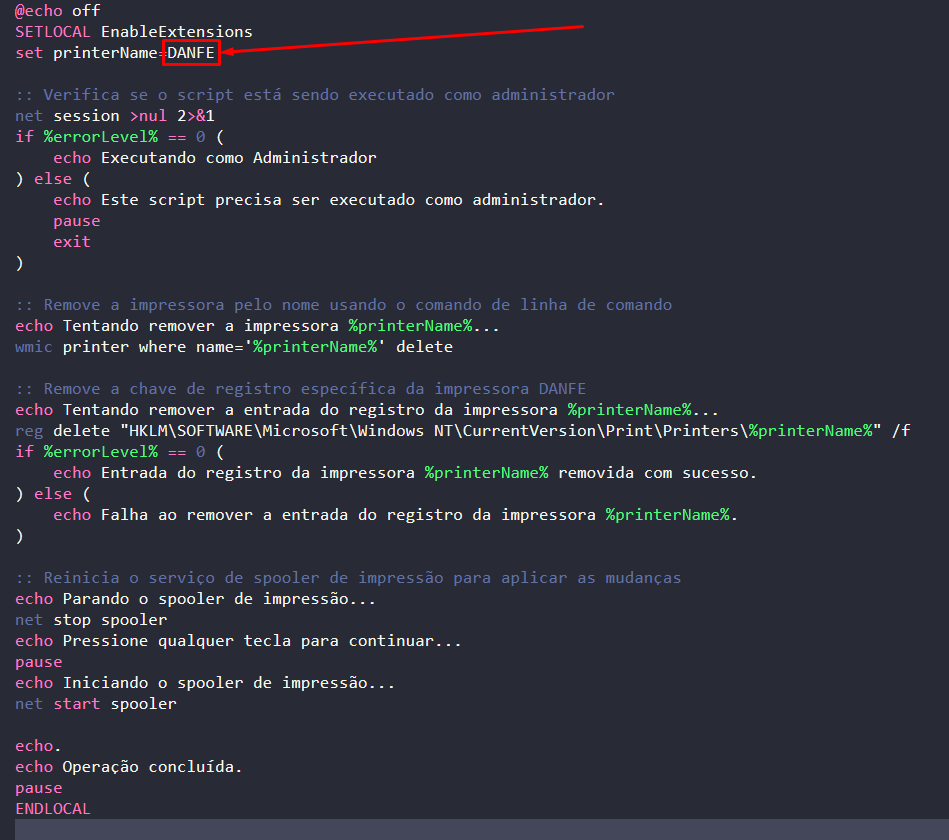 @echo off
SETLOCAL EnableExtensions
set printerName=DANFE
:: Verifica se o script está sendo executado como administrador
net session >nul 2>&1
if %errorLevel% == 0 (
    echo Executando como Administrador
) else (
    echo Este script precisa ser executado como administrador.
    pause
    exit
)
:: Remove a impressora pelo nome usando o comando de linha de comando
echo Tentando remover a impressora %printerName%...
wmic printer where name='%printerName%' delete
:: Remove a chave de registro específica da impressora DANFE
echo Tentando remover a entrada do registro da impressora %printerName%...
reg delete "HKLM\SOFTWARE\Microsoft\Windows NT\CurrentVersion\Print\Printers\%printerName%" /f
if %errorLevel% == 0 (
    echo Entrada do registro da impressora %printerName% removida com sucesso.
) else (
    echo Falha ao remover a entrada do registro da impressora %printerName%.
)
:: Reinicia o serviço de spooler de impressão para aplicar as mudanças
echo Parando o spooler de impressão...
net stop spooler
echo Pressione qualquer tecla para continuar...
pause
echo Iniciando o spooler de impressão...
net start spooler
echo.
echo Operação concluída.
pause
ENDLOCAL